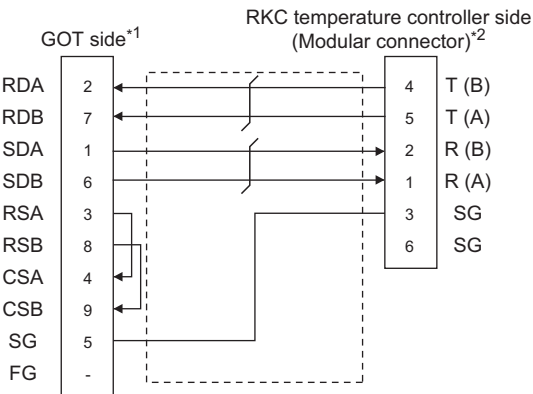 RKC temperature controller side
(Modular connector)*2
GOT side*1
RDA 2 4 T (B)
RDB 7 5 T (A)
SDA 1 2 R (B)
SDB 6 1 R (A)
RSA 3 3 SG
RSB 8 6 SG
CSA 4
CSB 9
SG 5
FG -